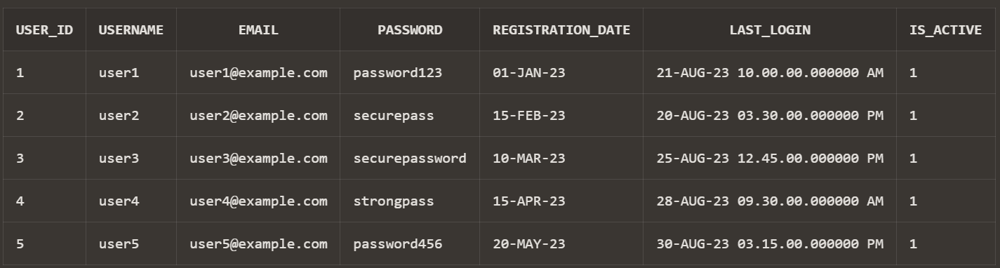 USER_ID USERNAME EMAIL PASSWORD REGISTRATION_DATE LAST_LOGIN IS_ACTIVE
1 user1 user1@example.com password123 01-JAN-23 21-AUG-23 10.00.00.000000 AM 1
2 user2 user2@example.com securepass 15-FEB-23 20-AUG-23 03.30.00.000000 PM 1
3 user3 user3@example.com securepassword 10-MAR-23 25-AUG-23 12.45.00.000000 PM 1
4 user4 user4@example.com strongpass 15-APR-23 28-AUG-23 09.30.00.000000 AM 1
5 user5 user5@example.com password456 20-MAY-23 30-AUG-23 03.15.00.000000 PM 1